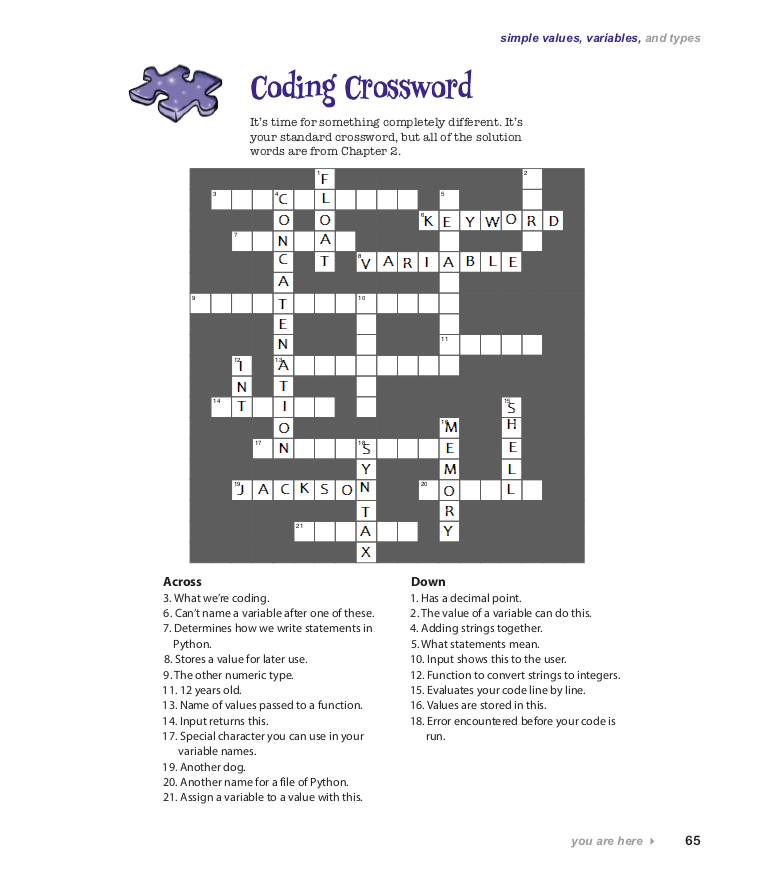 simple values, variables, and types
Coding Crossword
It's time for something completely different. It's
your standard crossword, but all of the solution
words are from Chapter 2.
1 F 2
3 4 C L 5
O O 6 K E Y W O R D
7 N A
C T 8 V A R I A B L E
A
9 T 10
E
N 11
12 I 13 A
N T
14 T I 15 S
O 16 M H
17 N 18 S E E
Y M L
19 J A C K S O N 20 O L
T R
21 A Y
X
Across
3. What we're coding.
6. Can't name a variable after one of these.
7. Determines how we write statements in
Python.
8. Stores a value for later use.
9. The other numeric type.
11. 12 years old.
13. Name of values passed to a function.
14. Input returns this.
17. Special character you can use in your
variable names.
19. Another dog.
20. Another name for a file of Python.
21. Assign a variable to a value with this.
Down
1. Has a decimal point.
2. The value of a variable can do this.
4. Adding strings together.
5. What statements mean.
10. Input shows this to the user.
12. Function to convert strings to integers.
15. Evaluates your code line by line.
16. Values are stored in this.
18. Error encountered before your code is
run.
you are here 65